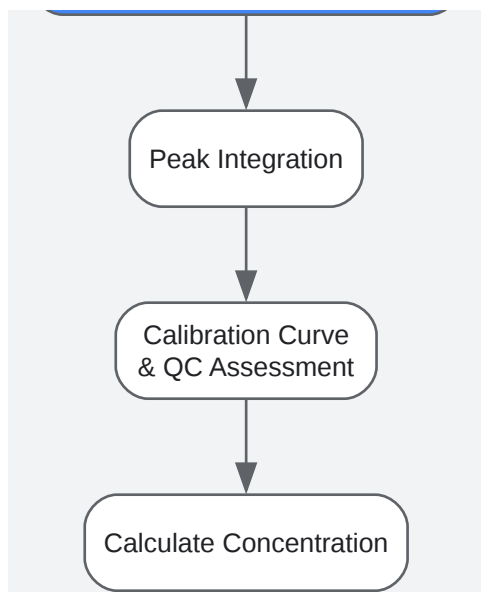 Peak Integration
Calibration Curve
& QC Assessment
Calculate Concentration